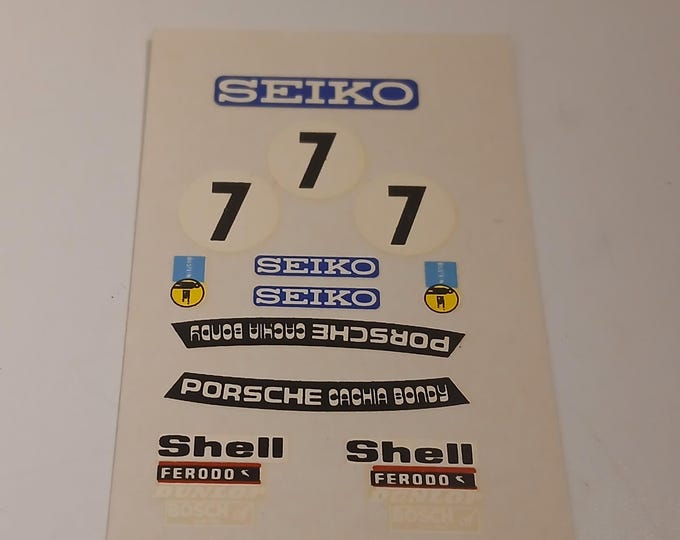 SEIKO
7
7
7
SEIKO
SEIKO
PORSCHE CACHIA BONDY
PORSCHE CACHIA BONDY
Shell
Shell
FERODO
FERODO
DUNLOP
DUNLOP
BOSCH
BOSCH